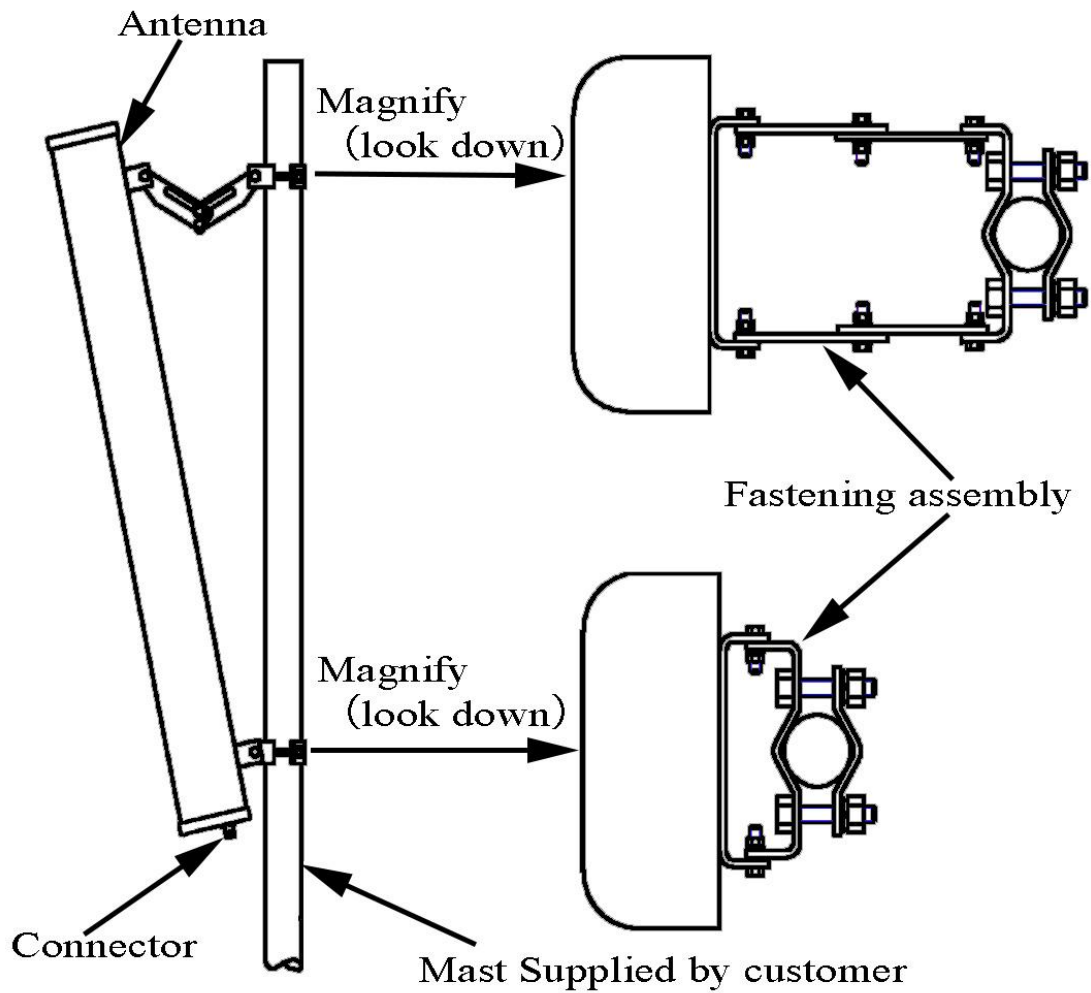 Antenna
Magnify
（look down）
Fastening assembly
Magnify
（look down）
Connector
Mast Supplied by customer